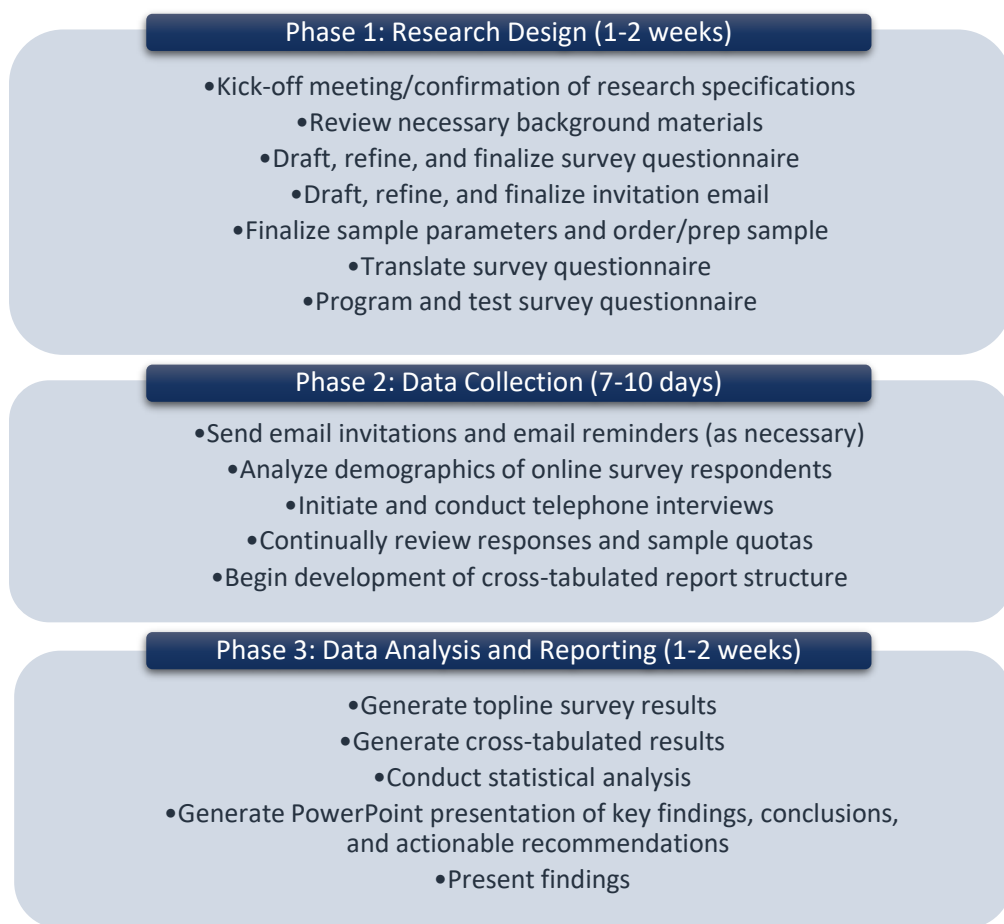 Phase 1: Research Design (1-2 weeks)
•Kick-off meeting/confirmation of research specifications
•Review necessary background materials
•Draft, refine, and finalize survey questionnaire
•Draft, refine, and finalize invitation email
•Finalize sample parameters and order/prep sample
•Translate survey questionnaire
•Program and test survey questionnaire
Phase 2: Data Collection (7-10 days)
•Send email invitations and email reminders (as necessary)
•Analyze demographics of online survey respondents
•Initiate and conduct telephone interviews
•Continually review responses and sample quotas
•Begin development of cross-tabulated report structure
Phase 3: Data Analysis and Reporting (1-2 weeks)
•Generate topline survey results
•Generate cross-tabulated results
•Conduct statistical analysis
•Generate PowerPoint presentation of key findings, conclusions,
and actionable recommendations
•Present findings